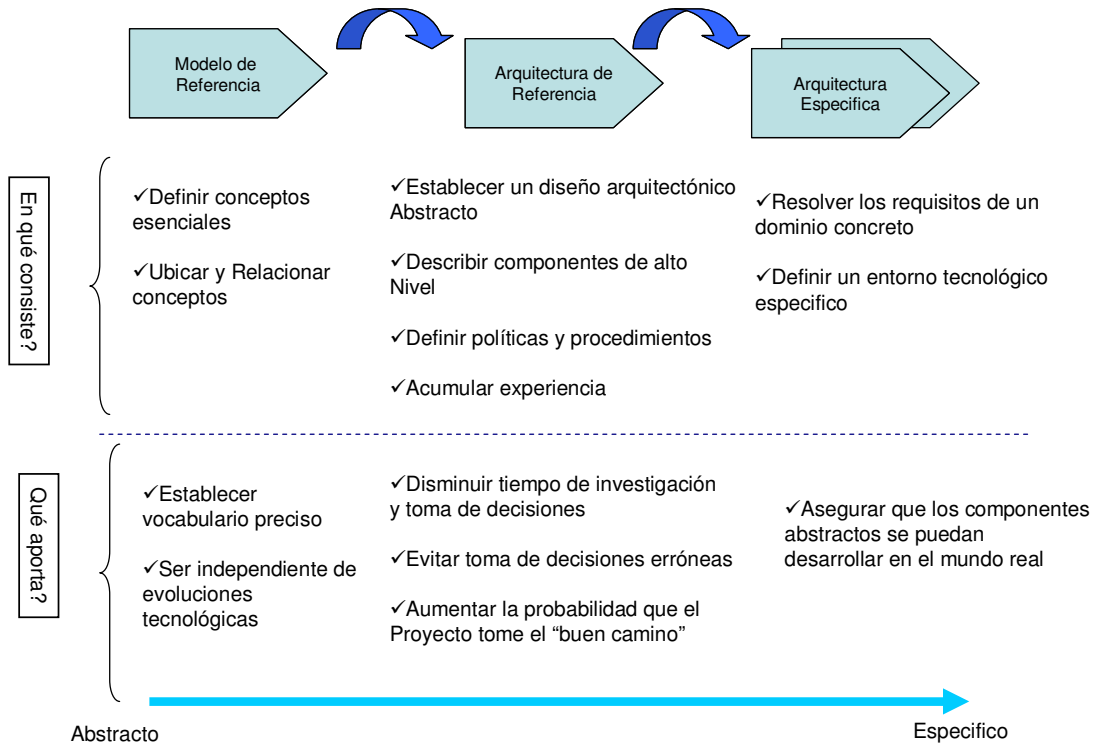 Modelo de
Referencia
Arquitectura de
Referencia
Arquitectura
Especifica
En qué consiste?
✓Definir conceptos
esenciales
✓Ubicar y Relacionar
conceptos
✓Establecer un diseño arquitectónico
Abstracto
✓Describir componentes de alto
Nivel
✓Definir políticas y procedimientos
✓Acumular experiencia
✓Resolver los requisitos de un
dominio concreto
✓Definir un entorno tecnológico
especifico
Qué aporta?
✓Establecer
vocabulario preciso
✓Ser independiente de
evoluciones
tecnológicas
✓Disminuir tiempo de investigación
y toma de decisiones
✓Evitar toma de decisiones erróneas
✓Aumentar la probabilidad que el
Proyecto tome el “buen camino”
✓Asegurar que los componentes
abstractos se puedan
desarrollar en el mundo real
Abstracto
Especifico